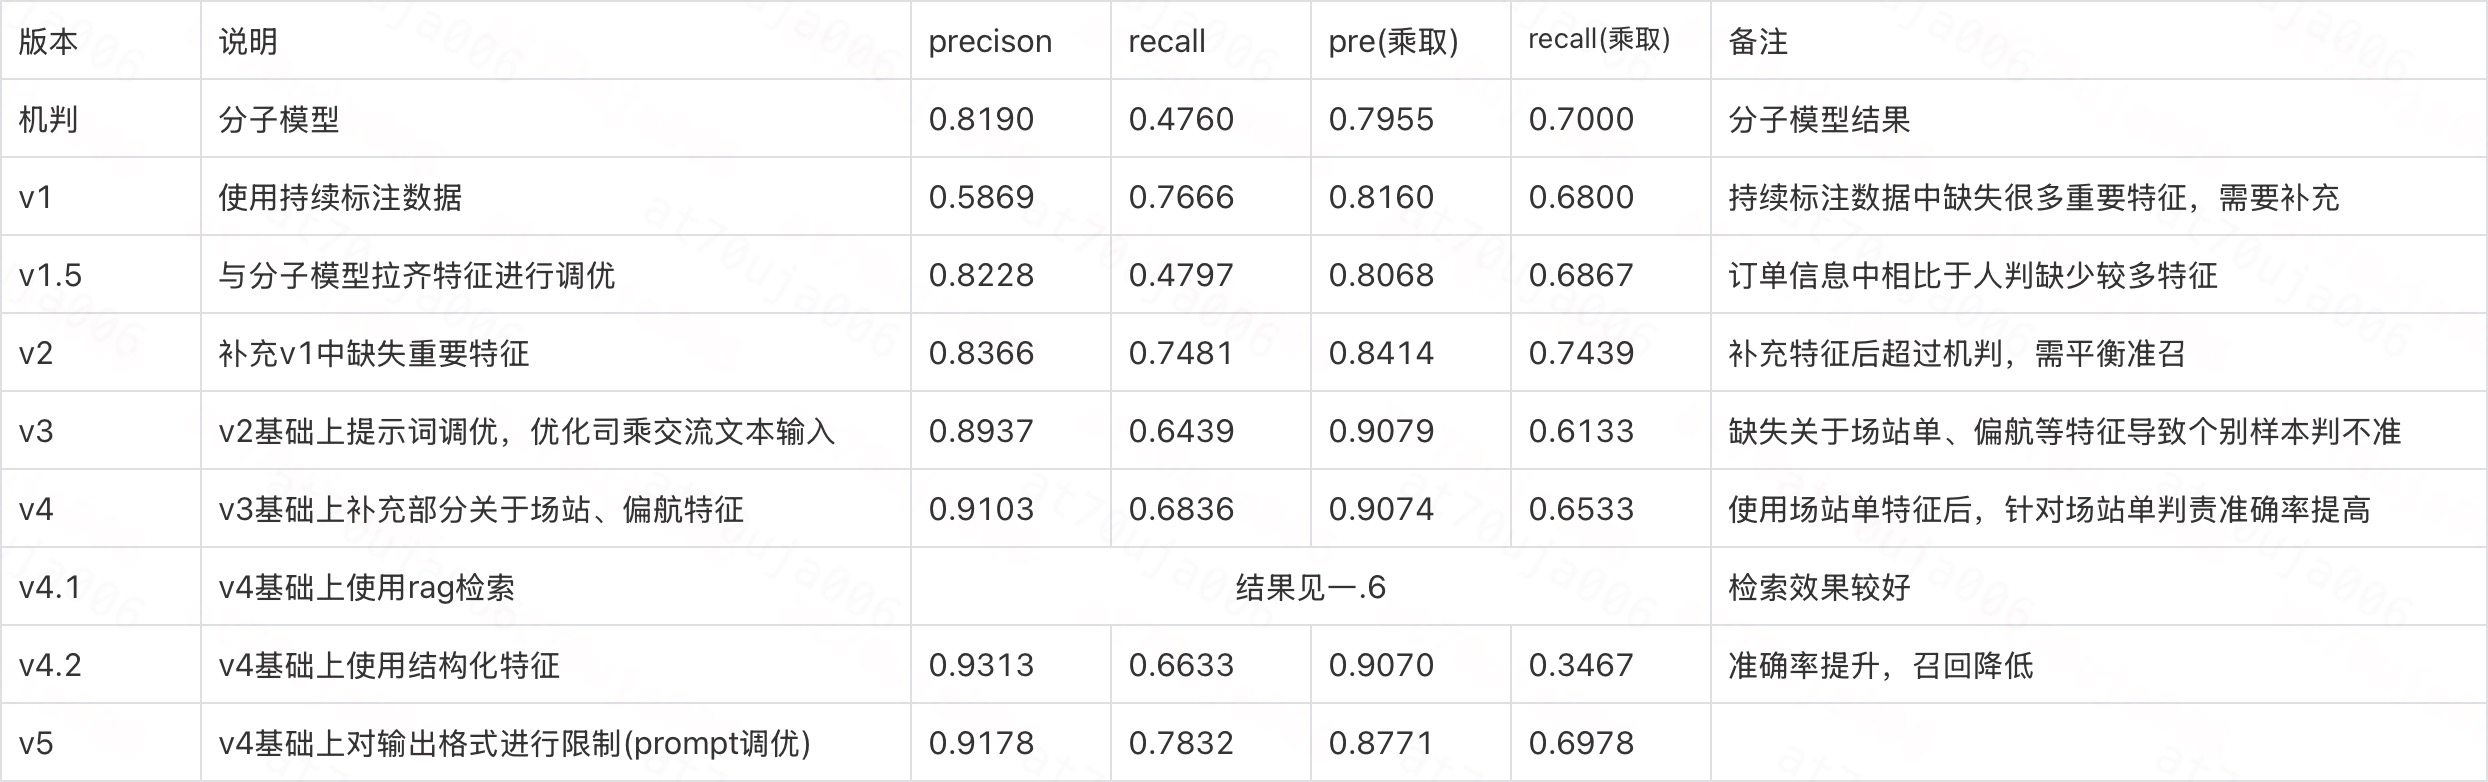 版本 说明 precison recall pre(乘取) recall(乘取) 备注
机判 分子模型 0.8190 0.4760 0.7955 0.7000 分子模型结果
v1 使用持续标注数据 0.5869 0.7666 0.8160 0.6800 持续标注数据中缺失很多重要特征，需要补充
v1.5 与分子模型拉齐特征进行调优 0.8228 0.4797 0.8068 0.6867 订单信息中相比于人判缺少较多特征
v2 补充v1中缺失重要特征 0.8366 0.7481 0.8414 0.7439 补充特征后超过机判，需平衡准召
v3 v2基础上提示词调优，优化司乘交流文本输入 0.8937 0.6439 0.9079 0.6133 缺失关于场站单、偏航等特征导致个别样本判不准
v4 v3基础上补充部分关于场站、偏航特征 0.9103 0.6836 0.9074 0.6533 使用场站单特征后，针对场站单判责准确率提高
v4.1 v4基础上使用rag检索 结果见一.6 检索效果较好
v4.2 v4基础上使用结构化特征 0.9313 0.6633 0.9070 0.3467 准确率提升，召回降低
v5 v4基础上对输出格式进行限制(prompt调优) 0.9178 0.7832 0.8771 0.6978